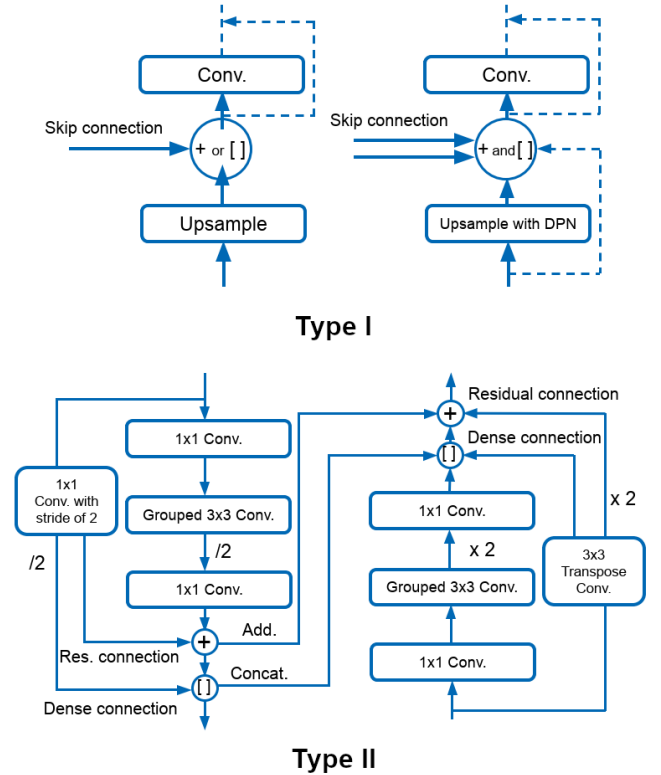 Conv.
Conv.
Skip connection
Skip connection
+ or [ ]
+ and [ ]
Upsample
Upsample with DPN
Type I
Residual connection
+
1x1 Conv.
Dense connection
[ ]
1x1
Conv. with
stride of 2
Grouped 3x3 Conv.
1x1 Conv.
x 2
/2
/2
x 2
3x3
Transpose
Conv.
1x1 Conv.
Grouped 3x3 Conv.
Add.
+
Res. connection
1x1 Conv.
Concat.
[ ]
Dense connection
Type II